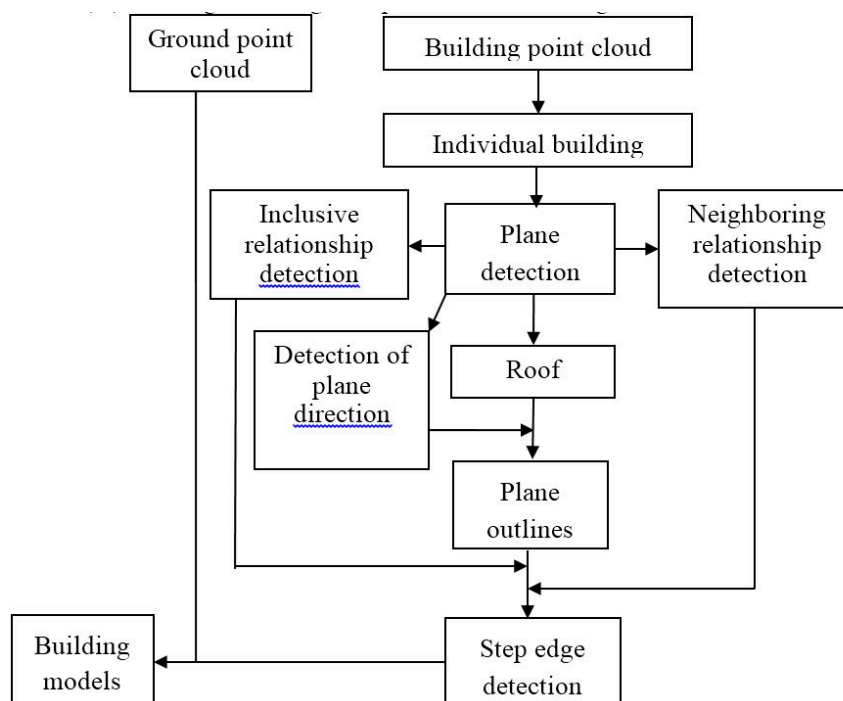 Ground point
cloud
Building point cloud
Individual building
Inclusive
relationship
detection
Plane
detection
Neighboring
relationship
detection
Detection of
plane
direction
Roof
Plane
outlines
Building
models
Step edge
detection